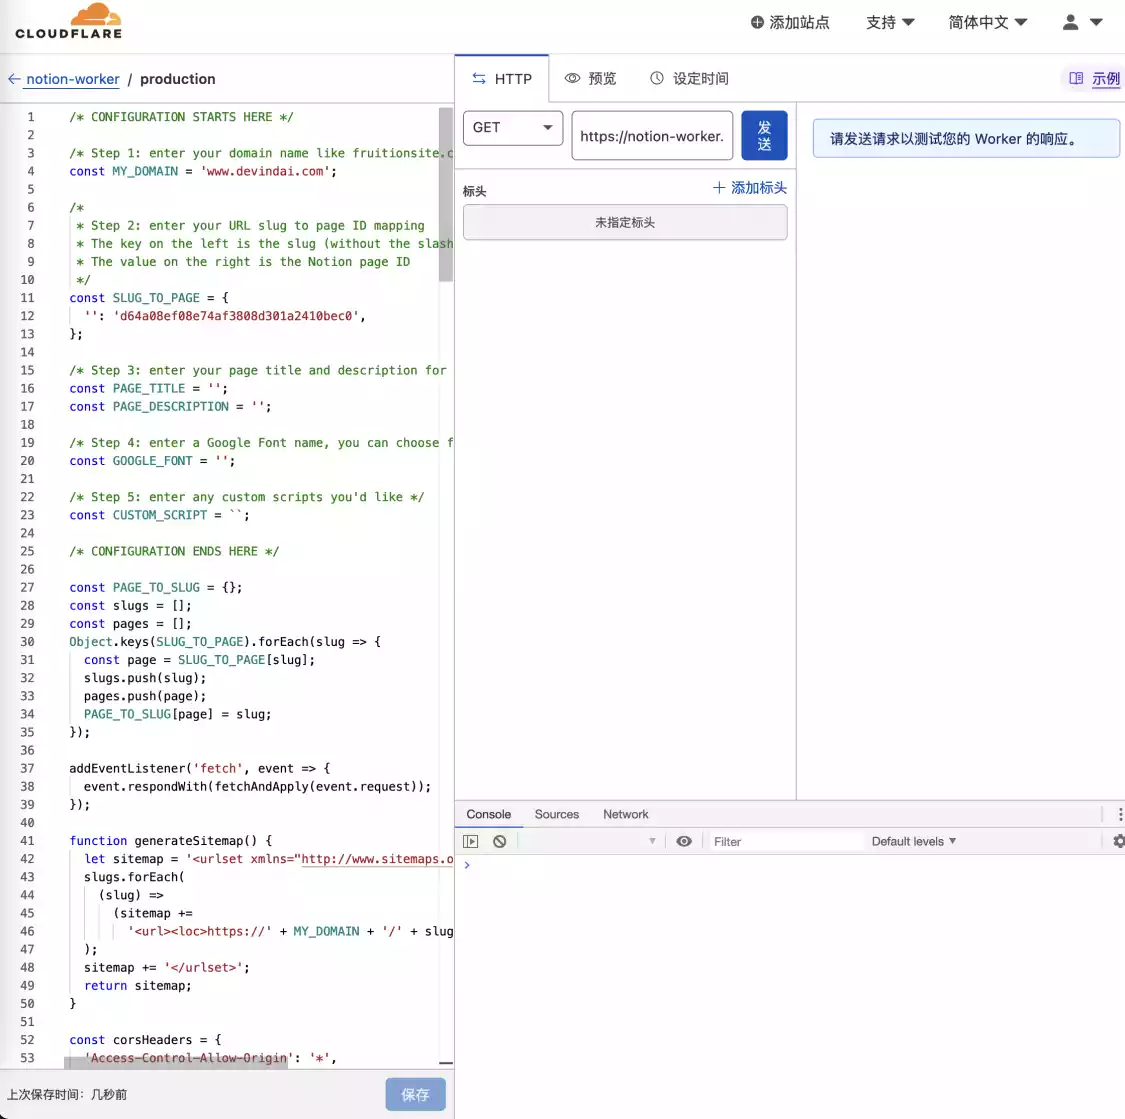 CLOUDFLARE
添加站点
支持
简体中文
notion-worker / production
HTTP
预览
设定时间
示例
1 /* CONFIGURATION STARTS HERE */
2
3 /* Step 1: enter your domain name like fruitionsite.c
4 const MY_DOMAIN = 'www.devindai.com';
5
6 /*
7 * Step 2: enter your URL slug to page ID mapping
8 * The key on the left is the slug (without the slash
9 * The value on the right is the Notion page ID
10 */
11 const SLUG_TO_PAGE = {
12 '': 'd64a08ef08e74af3808d301a2410bec0',
13 };
14
15 /* Step 3: enter your page title and description for
16 const PAGE_TITLE = '';
17 const PAGE_DESCRIPTION = '';
18
19 /* Step 4: enter a Google Font name, you can choose f
20 const GOOGLE_FONT = '';
21
22 /* Step 5: enter any custom scripts you'd like */
23 const CUSTOM_SCRIPT = ``;
24
25 /* CONFIGURATION ENDS HERE */
26
27 const PAGE_TO_SLUG = {};
28 const slugs = [];
29 const pages = [];
30 Object.keys(SLUG_TO_PAGE).forEach(slug => {
31 const page = SLUG_TO_PAGE[slug];
32 slugs.push(slug);
33 pages.push(page);
34 PAGE_TO_SLUG[page] = slug;
35 });
36
37 addEventListener('fetch', event => {
38 event.respondWith(fetchAndApply(event.request));
39 });
40
41 function generateSitemap() {
42 let sitemap = '<urlset xmlns="http://www.sitemaps.o
43 slugs.forEach(
44 (slug) =>
45 (sitemap +=
46 '<url><loc>https://' + MY_DOMAIN + '/' + slug
47 );
48 sitemap += '</urlset>';
49 return sitemap;
50 }
51
52 const corsHeaders = {
53 'Access-Control-Allow-Origin': '*',
上次保存时间：几秒前
保存
GET
https://notion-worker.
发送
标头
添加标头
未指定标头
请发送请求以测试您的 Worker 的响应。
Console
Sources
Network
Filter
Default levels